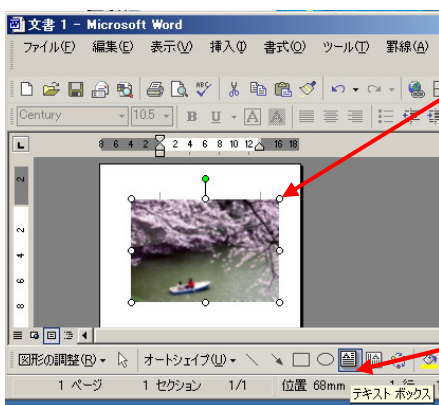 文書 1 - Microsoft Word
ファイル(F) 編集(E) 表示(V) 挿入(I) 書式(O) ツール(T) 罫線(A)
ABC
Century 10.5 B U A A
L 8 6 4 2 2 4 6 8 10 12 16 18
2
2
4
6
8
図形の調整(R) オートシェイプ(U)
1 ページ 1 セクション 1/1 位置 68mm 1 行
テキスト ボックス